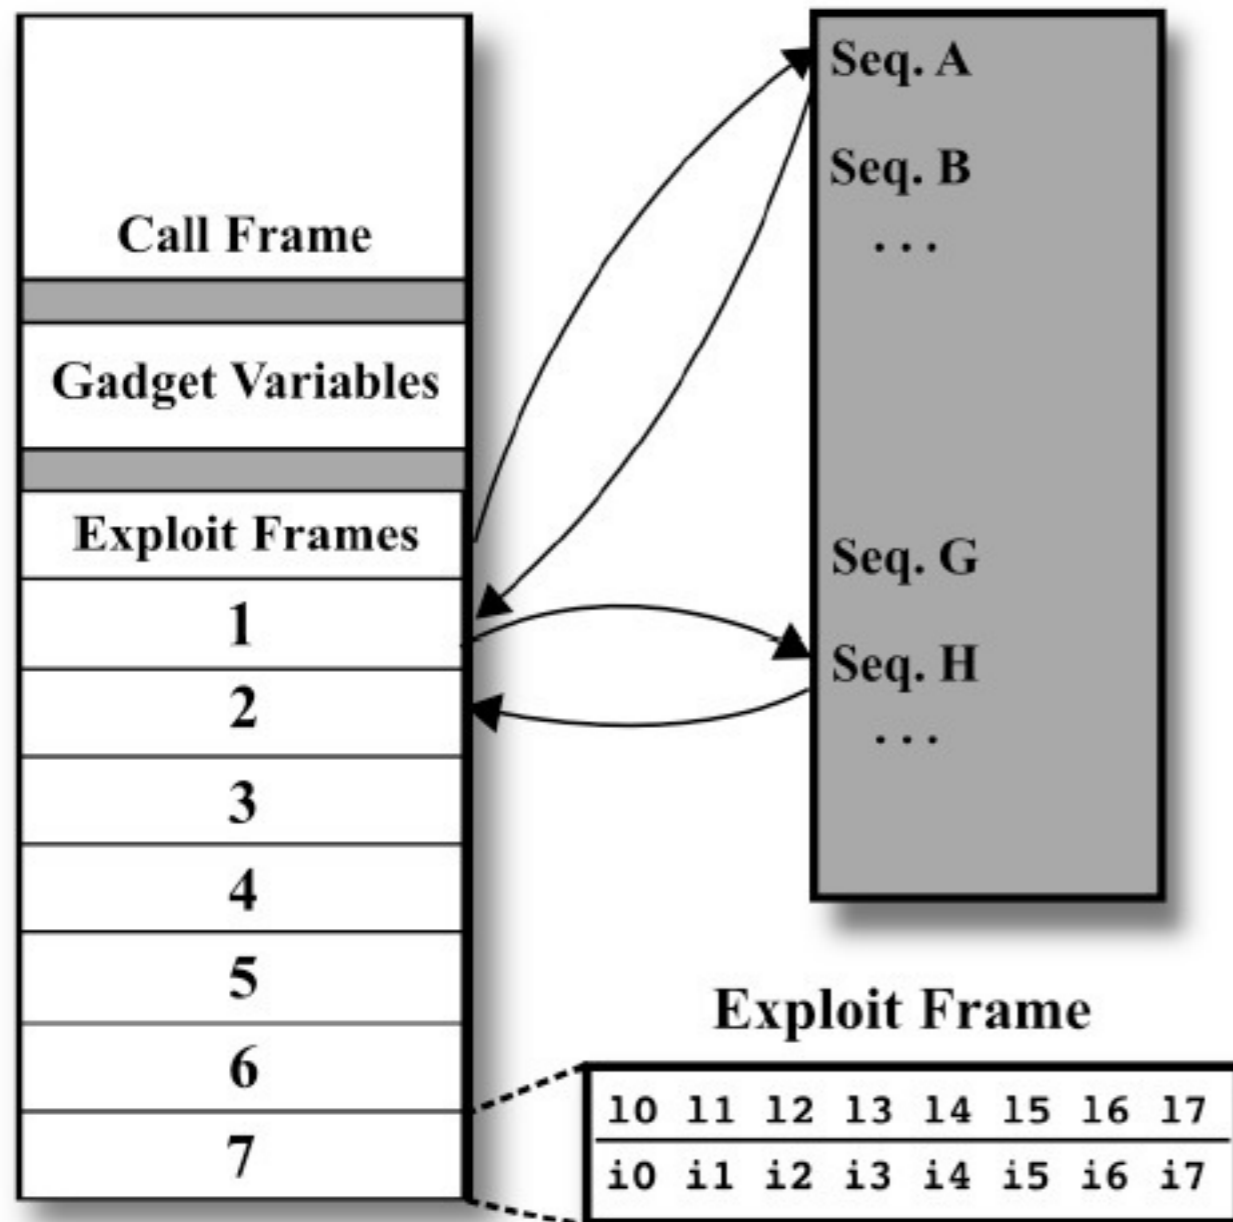 Call Frame
Gadget Variables
Exploit Frames
1
2
3
4
5
6
7
Seq. A
Seq. B
...
Seq. G
Seq. H
...
Exploit Frame
l0 l1 l2 l3 l4 l5 l6 l7
i0 i1 i2 i3 i4 i5 i6 i7